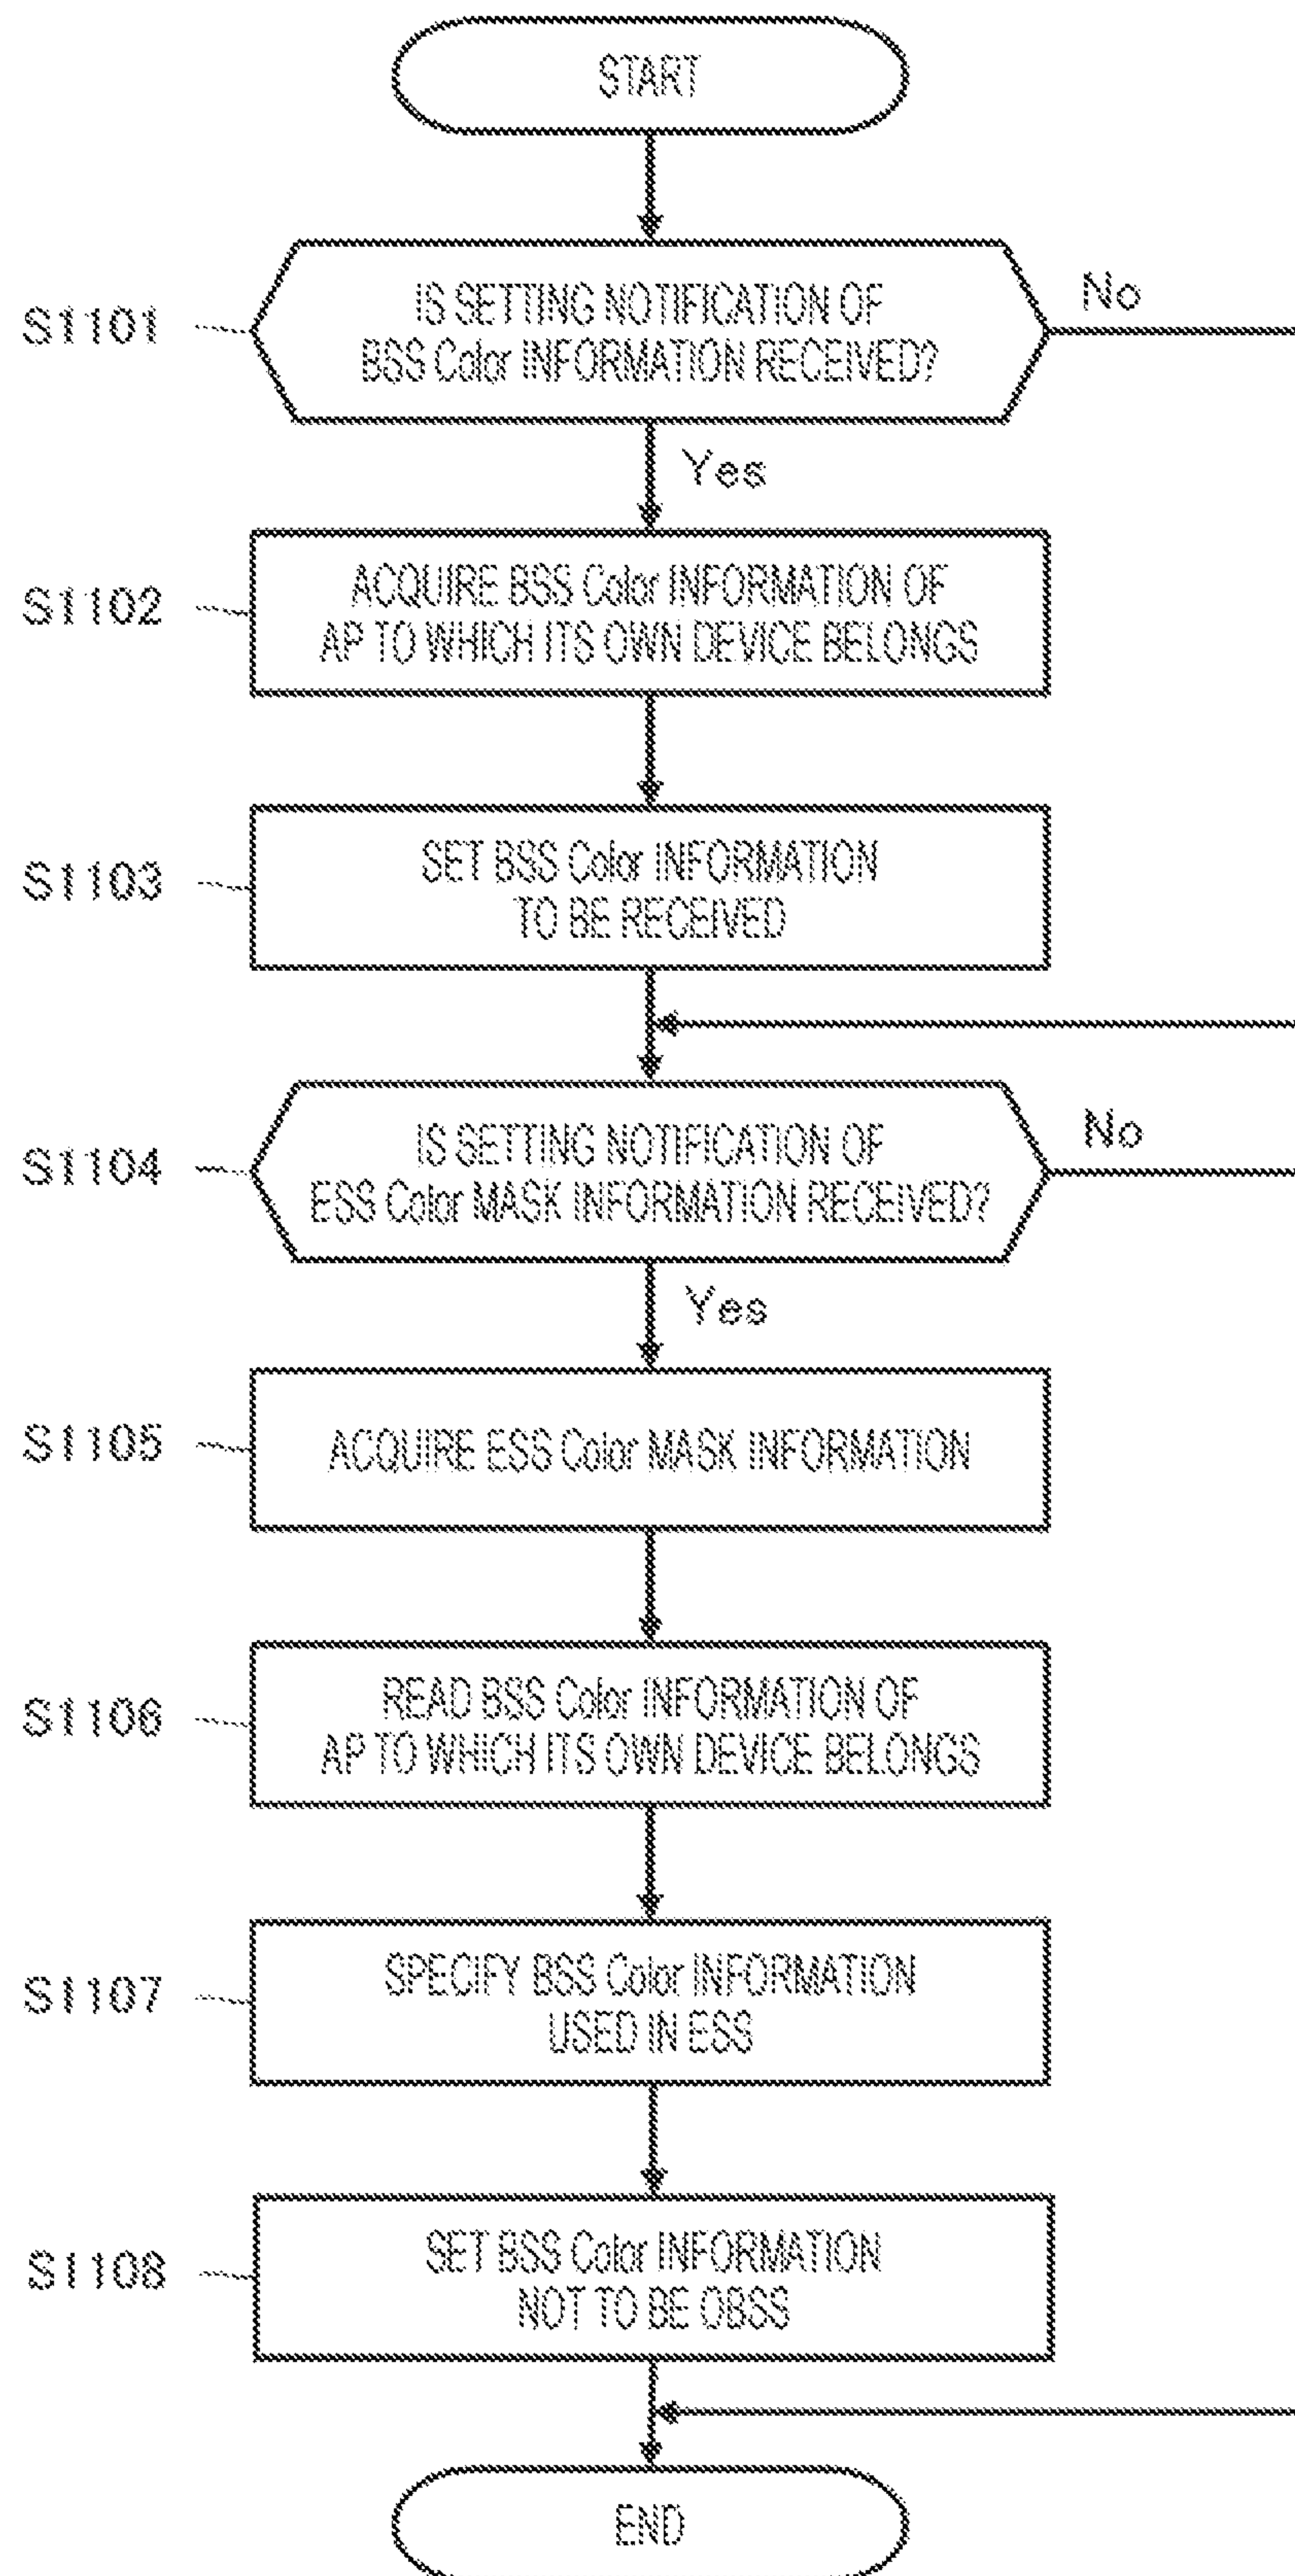 START
S1101
IS SETTING NOTIFICATION OF
BSS Color INFORMATION RECEIVED?
No
Yes
S1102
ACQUIRE BSS Color INFORMATION OF
AP TO WHICH ITS OWN DEVICE BELONGS
S1103
SET BSS Color INFORMATION
TO BE RECEIVED
S1104
IS SETTING NOTIFICATION OF
ESS Color MASK INFORMATION RECEIVED?
No
Yes
S1105
ACQUIRE ESS Color MASK INFORMATION
S1106
READ BSS Color INFORMATION OF
AP TO WHICH ITS OWN DEVICE BELONGS
S1107
SPECIFY BSS Color INFORMATION
USED IN ESS
S1108
SET BSS Color INFORMATION
NOT TO BE OBSS
END